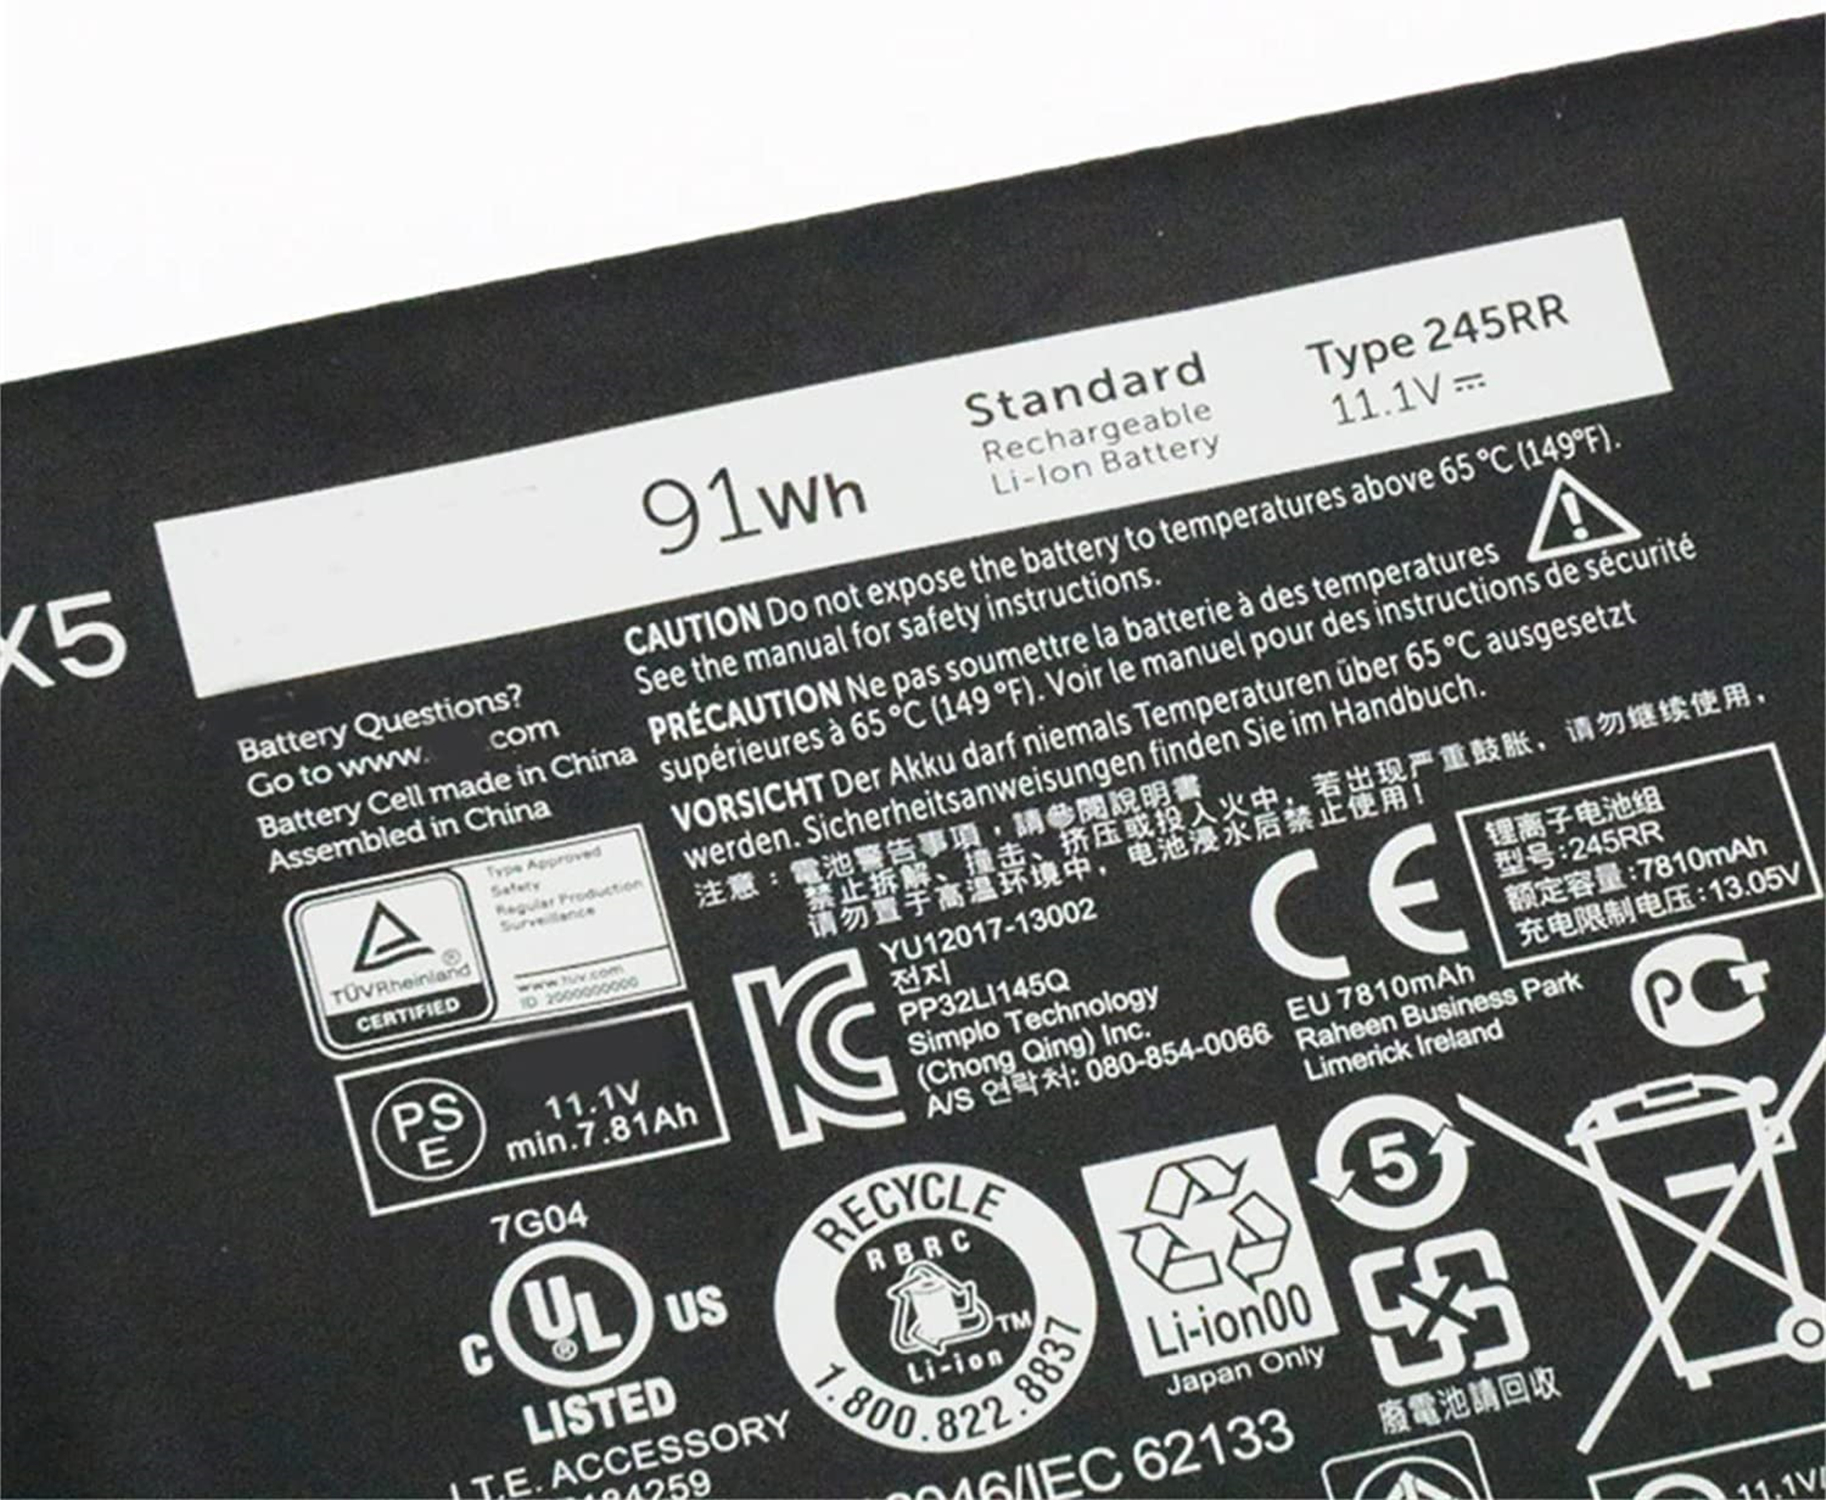 X5
91Wh
Standard
Rechargeable
Li-Ion Battery
Type 245RR
11.1V
CAUTION Do not expose the battery to temperatures above 65 °C (149°F).
See the manual for safety instructions.
PRÉCAUTION Ne pas soumettre la batterie à des temperatures
supérieures à 65 °C (149 °F). Voir le manuel pour des instructions de sécurité
VORSICHT Der Akku darf niemals Temperaturen über 65 °C ausgesetzt
werden. Sicherheitsanweisungen finden Sie im Handbuch.
注意：電池警告事項，請參閱說明書
禁止拆解、撞击、挤压或投入火中，若出现严重鼓胀，请勿继续使用，
请勿置于高温环境中，电池浸水后禁止使用！
Battery Questions?
Go to www. .com
Battery Cell made in China
Assembled in China
TÜVRheinland ®
CERTIFIED
Type Approved
Safety
Regular Production
Surveillance
www.tuv.com
ID 2000000000
PS
E
11.1V
min.7.81Ah
YU12017-13002
전지
PP32LI145Q
Simplo Technology
(Chong Qing) Inc.
A/S 연락처: 080-854-0066
CE
EU 7810mAh
Raheen Business Park
Limerick Ireland
锂离子电池组
型号:245RR
额定容量:7810mAh
充电限制电压:13.05V
PCT
7G04
C UL ® US
LISTED
I.T.E. ACCESSORY
RECYCLE
RBRC
TM
Li-ion
1.800.822.8837
Li-ion00
Japan Only
5
廢電池請回收
/IEC 62133
11.1V/